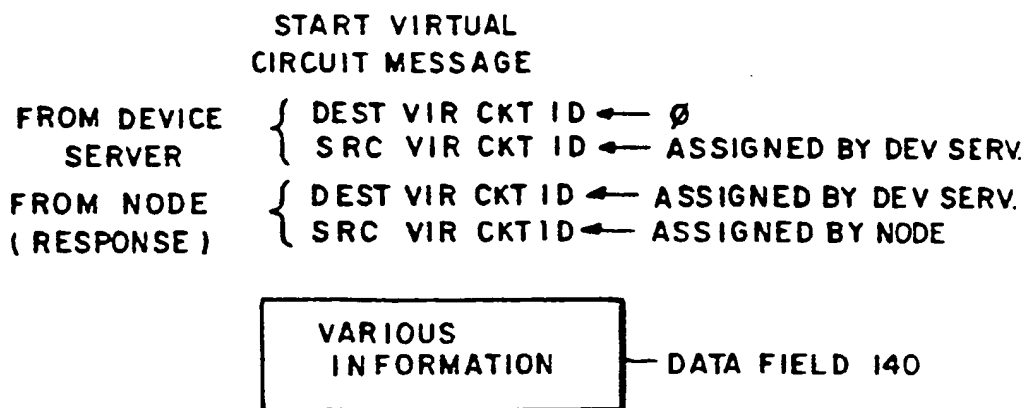 START VIRTUAL
CIRCUIT MESSAGE
FROM DEVICE SERVER { DEST VIR CKT ID ← Ø
SRC VIR CKT ID ← ASSIGNED BY DEV SERV.
FROM NODE (RESPONSE) { DEST VIR CKT ID ← ASSIGNED BY DEV SERV.
SRC VIR CKT ID ← ASSIGNED BY NODE
VARIOUS
INFORMATION
DATA FIELD 140